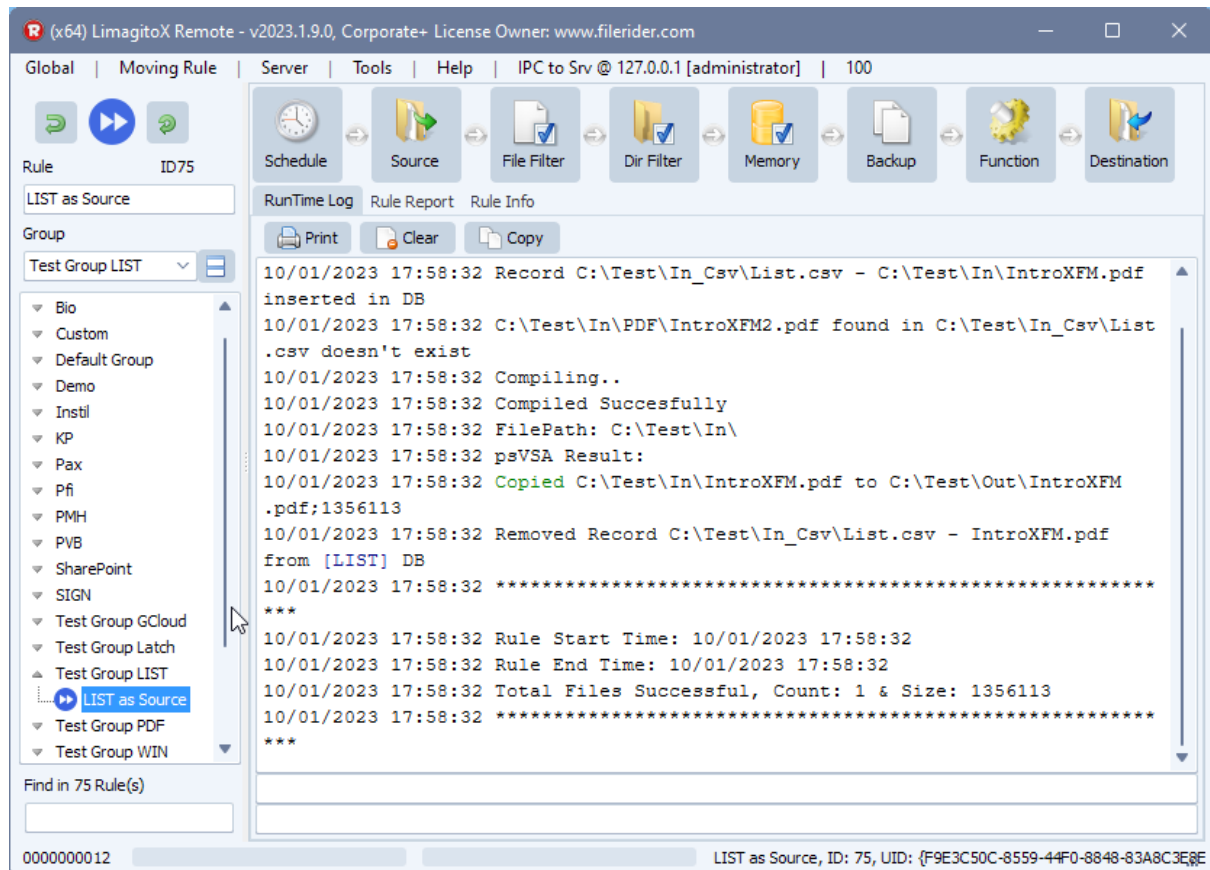 (x64) LimagitoX Remote - v2023.1.9.0, Corporate+ License Owner: www.filerider.com
Global | Moving Rule | Server | Tools | Help | IPC to Srv @ 127.0.0.1 [administrator] | 100
Schedule Source File Filter Dir Filter Memory Backup Function Destination
Rule ID75
LIST as Source
Group
Test Group LIST
Bio
Custom
Default Group
Demo
Instil
KP
Pax
Pfi
PMH
PVB
SharePoint
SIGN
Test Group GCloud
Test Group Latch
Test Group LIST
LIST as Source
Test Group PDF
Test Group WIN
Find in 75 Rule(s)
RunTime Log Rule Report Rule Info
Print Clear Copy
10/01/2023 17:58:32 Record C:\Test\In_Csv\List.csv - C:\Test\In\IntroXFM.pdf
inserted in DB
10/01/2023 17:58:32 C:\Test\In\PDF\IntroXFM2.pdf found in C:\Test\In_Csv\List
.csv doesn't exist
10/01/2023 17:58:32 Compiling..
10/01/2023 17:58:32 Compiled Succesfully
10/01/2023 17:58:32 FilePath: C:\Test\In\
10/01/2023 17:58:32 psVSA Result:
10/01/2023 17:58:32 Copied C:\Test\In\IntroXFM.pdf to C:\Test\Out\IntroXFM
.pdf;1356113
10/01/2023 17:58:32 Removed Record C:\Test\In_Csv\List.csv - IntroXFM.pdf
from [LIST] DB
10/01/2023 17:58:32 *********************************************************
***
10/01/2023 17:58:32 Rule Start Time: 10/01/2023 17:58:32
10/01/2023 17:58:32 Rule End Time: 10/01/2023 17:58:32
10/01/2023 17:58:32 Total Files Successful, Count: 1 & Size: 1356113
10/01/2023 17:58:32 *********************************************************
***
0000000012
LIST as Source, ID: 75, UID: {F9E3C50C-8559-44F0-8848-83A8C3E8E